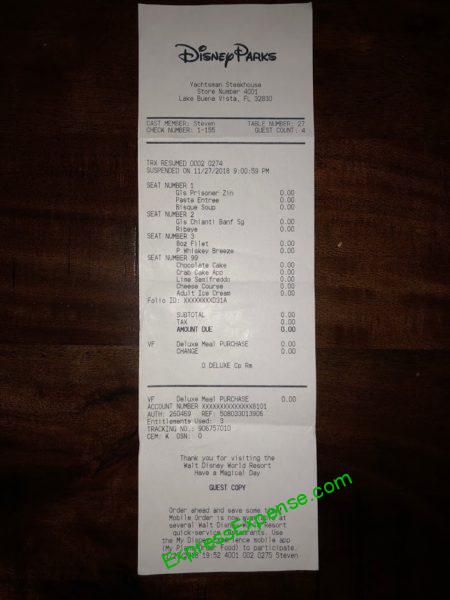 Disney Parks
Yachtsman Steakhouse
Store Number 4001
Lake Buena Vista, FL 32830
CAST MEMBER: Steven TABLE NUMBER: 27
CHECK NUMBER: 1-155 GUEST COUNT: 4
TRX RESUMED 0002 0274
SUSPENDED ON 11/27/2018 9:00:59 PM
SEAT NUMBER 1
Gls Prisoner Zin 0.00
Pasta Entree 0.00
Bisque Soup 0.00
SEAT NUMBER 2
Gls Chianti Banf Sg 0.00
Ribeye 0.00
SEAT NUMBER 3
8oz Filet 0.00
P Whiskey Breeze 0.00
SEAT NUMBER 99
Chocolate Cake 0.00
Crab Cake App 0.00
Lime Semifreddo 0.00
Cheese Course 0.00
Adult Ice Cream 0.00
Folio ID: XXXXXXXXD31A
SUBTOTAL 0.00
TAX 0.00
AMOUNT DUE 0.00
VF Deluxe Meal PURCHASE 0.00
CHANGE 0.00
0 DELUXE Cp Rm
VF Deluxe Meal PURCHASE 0.00
ACCOUNT NUMBER XXXXXXXXXXXXXX8101
AUTH: 260469 REF: 508033013906
Entitlements Used: 3
TRACKING NO.: 906757010
CEM: K OSN: 0
Thank you for visiting the
Walt Disney World Resort
Have a Magical Day
GUEST COPY
Order ahead and save some time
Mobile Order is now available at
several Walt Disney World Resort
quick-service restaurants. Use
the My Disney Experience mobile app
(My Plans, Order Food) to participate.
19:52 4001 002 0275 Steven
ExpressExpense.com